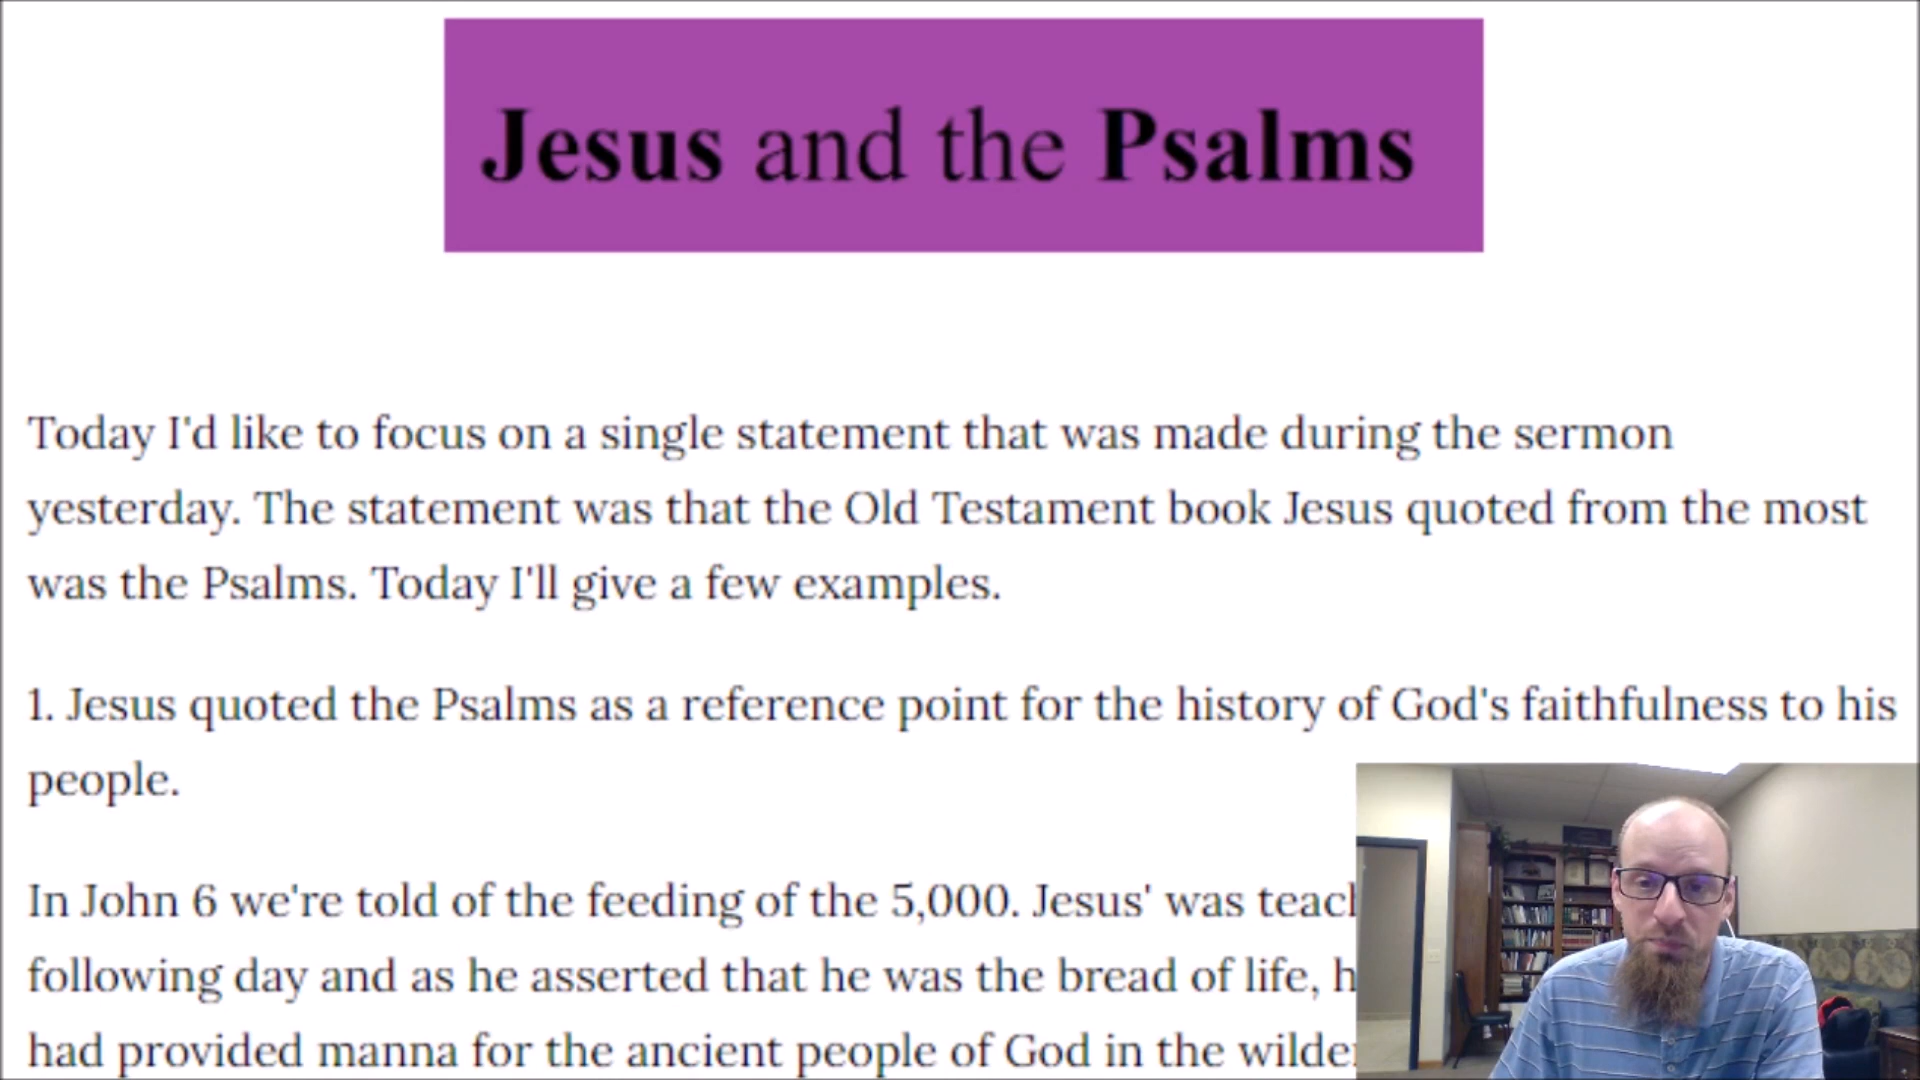 Jesus and the Psalms
Today I'd like to focus on a single statement that was made during the sermon
yesterday. The statement was that the Old Testament book Jesus quoted from the most
was the Psalms. Today I'll give a few examples.
1. Jesus quoted the Psalms as a reference point for the history of God's faithfulness to his
people.
In John 6 we're told of the feeding of the 5,000. Jesus' was
following day and as he asserted that he was the bread of life,
had provided manna for the ancient people of God in the